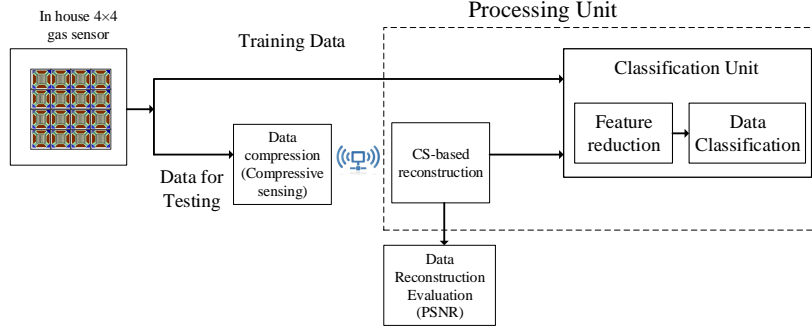 Processing Unit
In house 4×4
gas sensor
Training Data
Classification Unit
Feature
reduction
Data
Classification
Data
compression
(Compressive
sensing)
CS-based
reconstruction
Data for
Testing
Data
Reconstruction
Evaluation
(PSNR)